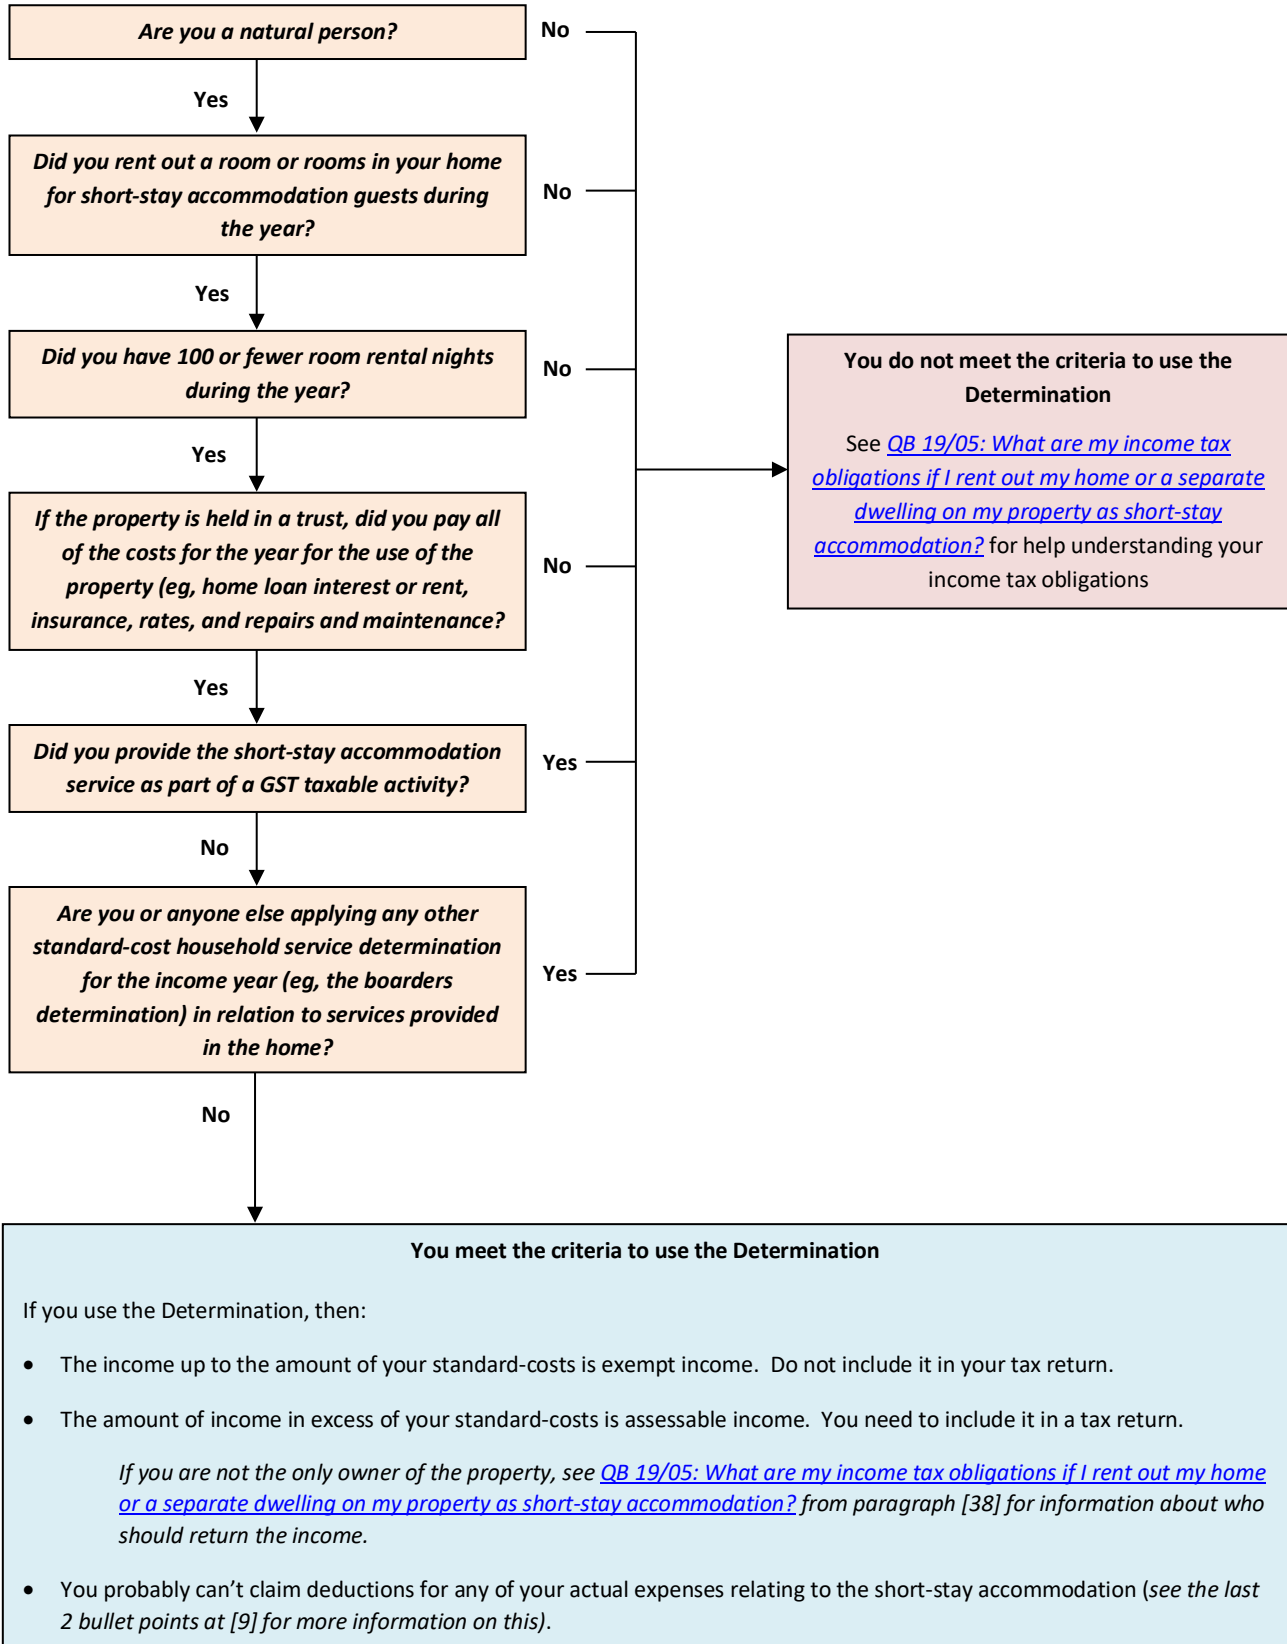 Are you a natural person?
No
Yes
Did you rent out a room or rooms in your home
for short-stay accommodation guests during
the year?
No
Yes
Did you have 100 or fewer room rental nights
during the year?
No
Yes
If the property is held in a trust, did you pay all
of the costs for the year for the use of the
property (eg, home loan interest or rent,
insurance, rates, and repairs and maintenance?
No
Yes
Did you provide the short-stay accommodation
service as part of a GST taxable activity?
Yes
No
Are you or anyone else applying any other
standard-cost household service determination
for the income year (eg, the boarders
determination) in relation to services provided
in the home?
Yes
No
You do not meet the criteria to use the
Determination
See QB 19/05: What are my income tax
obligations if I rent out my home or a separate
dwelling on my property as short-stay
accommodation? for help understanding your
income tax obligations
You meet the criteria to use the Determination
If you use the Determination, then:
• The income up to the amount of your standard-costs is exempt income. Do not include it in your tax return.
• The amount of income in excess of your standard-costs is assessable income. You need to include it in a tax return.
If you are not the only owner of the property, see QB 19/05: What are my income tax obligations if I rent out my home
or a separate dwelling on my property as short-stay accommodation? from paragraph [38] for information about who
should return the income.
• You probably can’t claim deductions for any of your actual expenses relating to the short-stay accommodation (see the last
2 bullet points at [9] for more information on this).